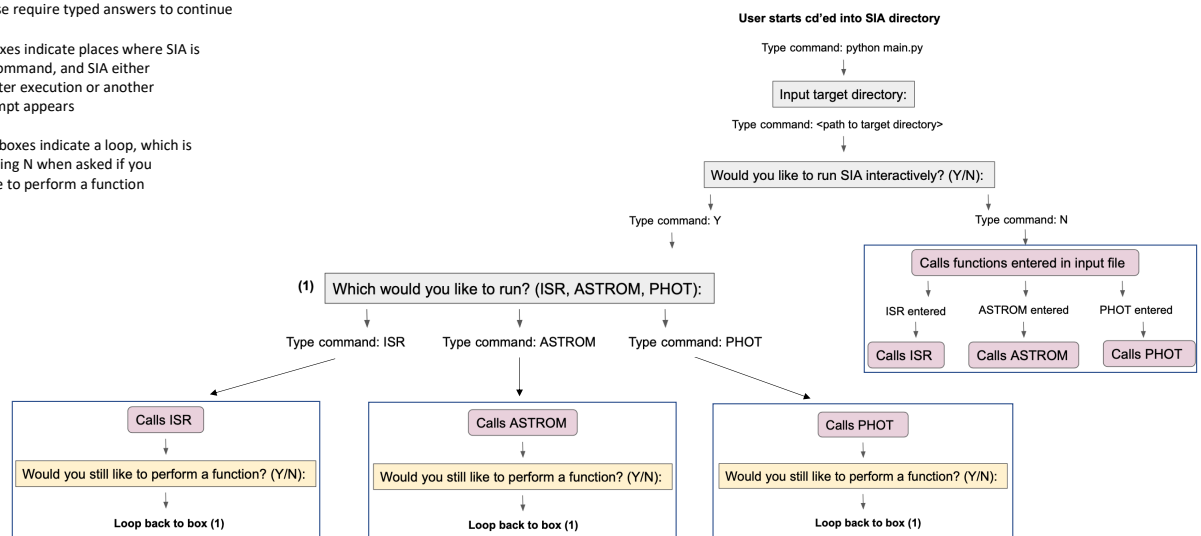 se require typed answers to continue
xes indicate places where SIA is
ommand, and SIA either
ter execution or another
mpt appears
boxes indicate a loop, which is
ing N when asked if you
e to perform a function
User starts cd'ed into SIA directory
Type command: python main.py
Input target directory:
Type command: <path to target directory>
Would you like to run SIA interactively? (Y/N):
Type command: Y
Type command: N
Calls functions entered in input file
ISR entered
ASTROM entered
PHOT entered
Calls ISR
Calls ASTROM
Calls PHOT
(1)
Which would you like to run? (ISR, ASTROM, PHOT):
Type command: ISR
Type command: ASTROM
Type command: PHOT
Calls ISR
Would you still like to perform a function? (Y/N):
Loop back to box (1)
Calls ASTROM
Would you still like to perform a function? (Y/N):
Loop back to box (1)
Calls PHOT
Would you still like to perform a function? (Y/N):
Loop back to box (1)